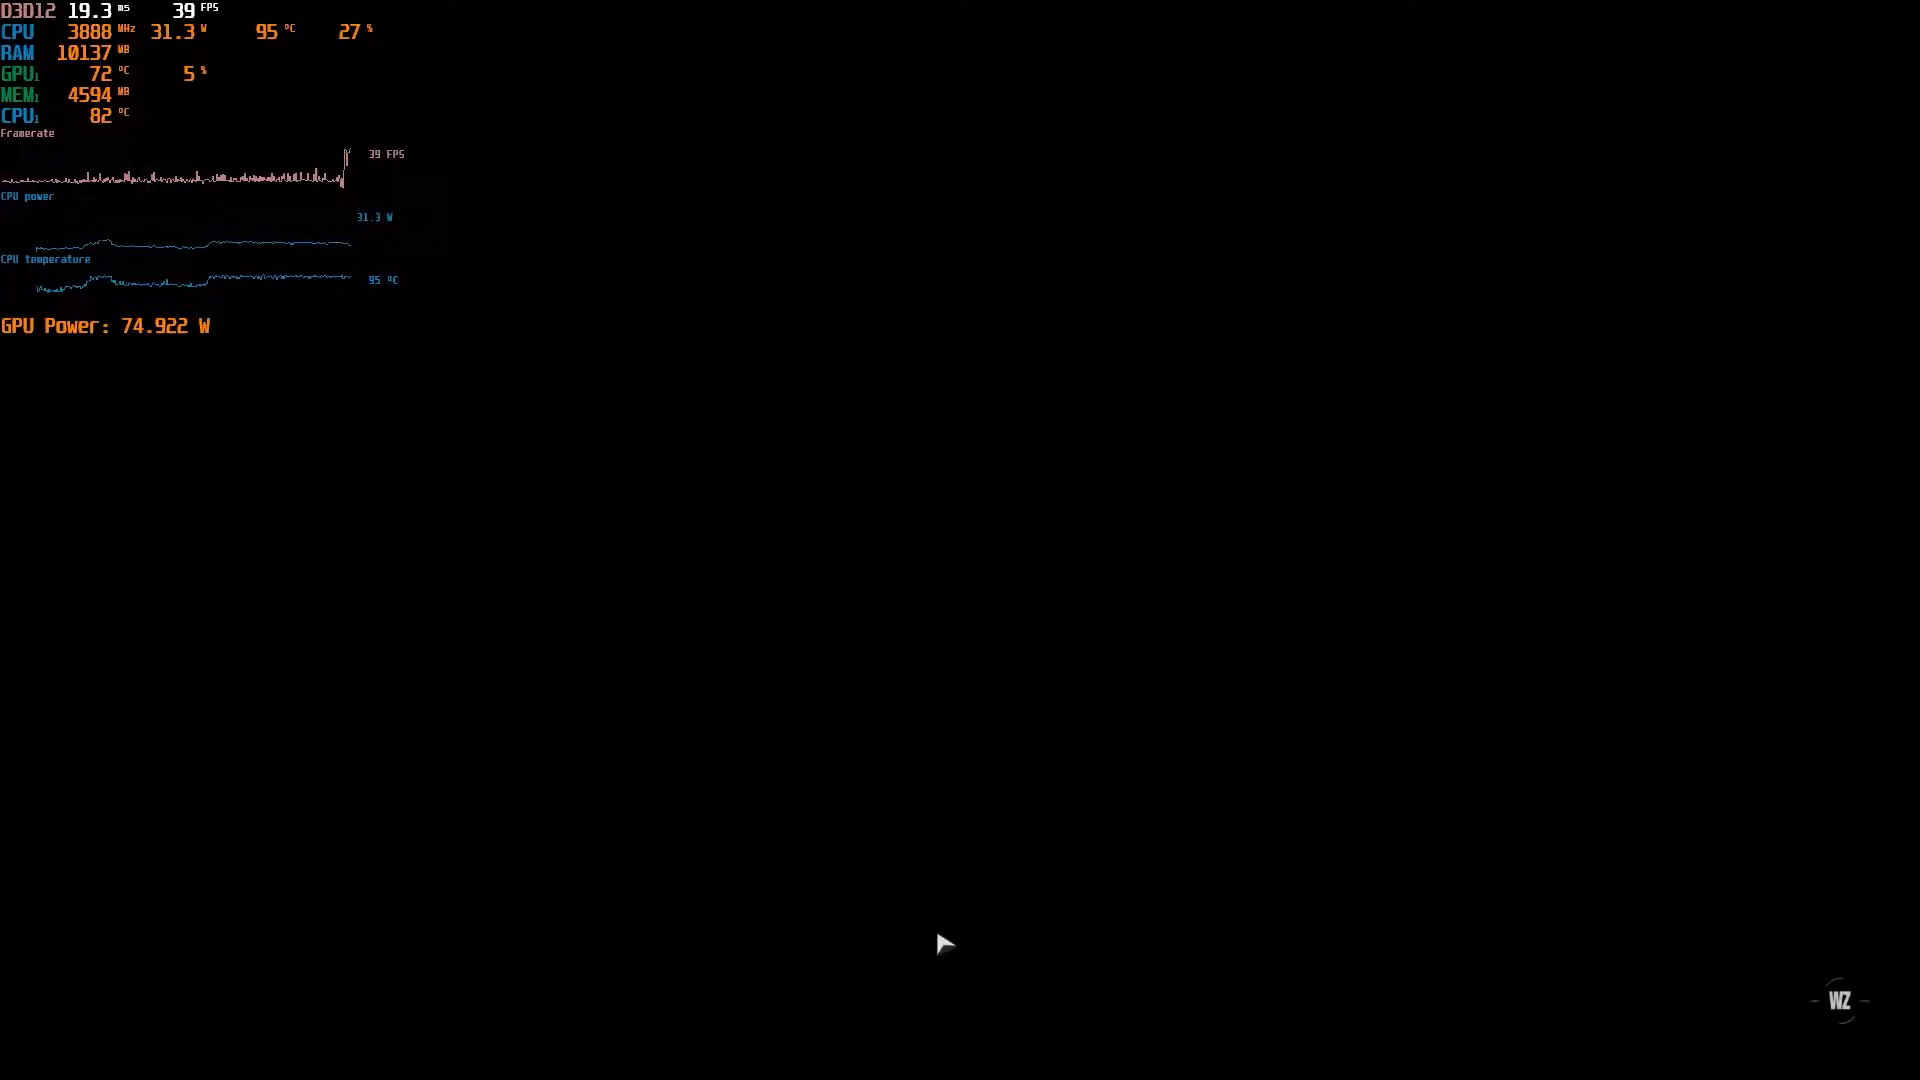 D3D12 19.3 ms 39 FPS
CPU 3888 MHz 31.3 W 95 °C 27 %
RAM 10137 MB
GPU1 72 °C 5 %
MEM1 4594 MB
CPU1 82 °C
Framerate
39 FPS
CPU power
31.3 W
CPU temperature
95 °C
GPU Power: 74.922 W
WZ